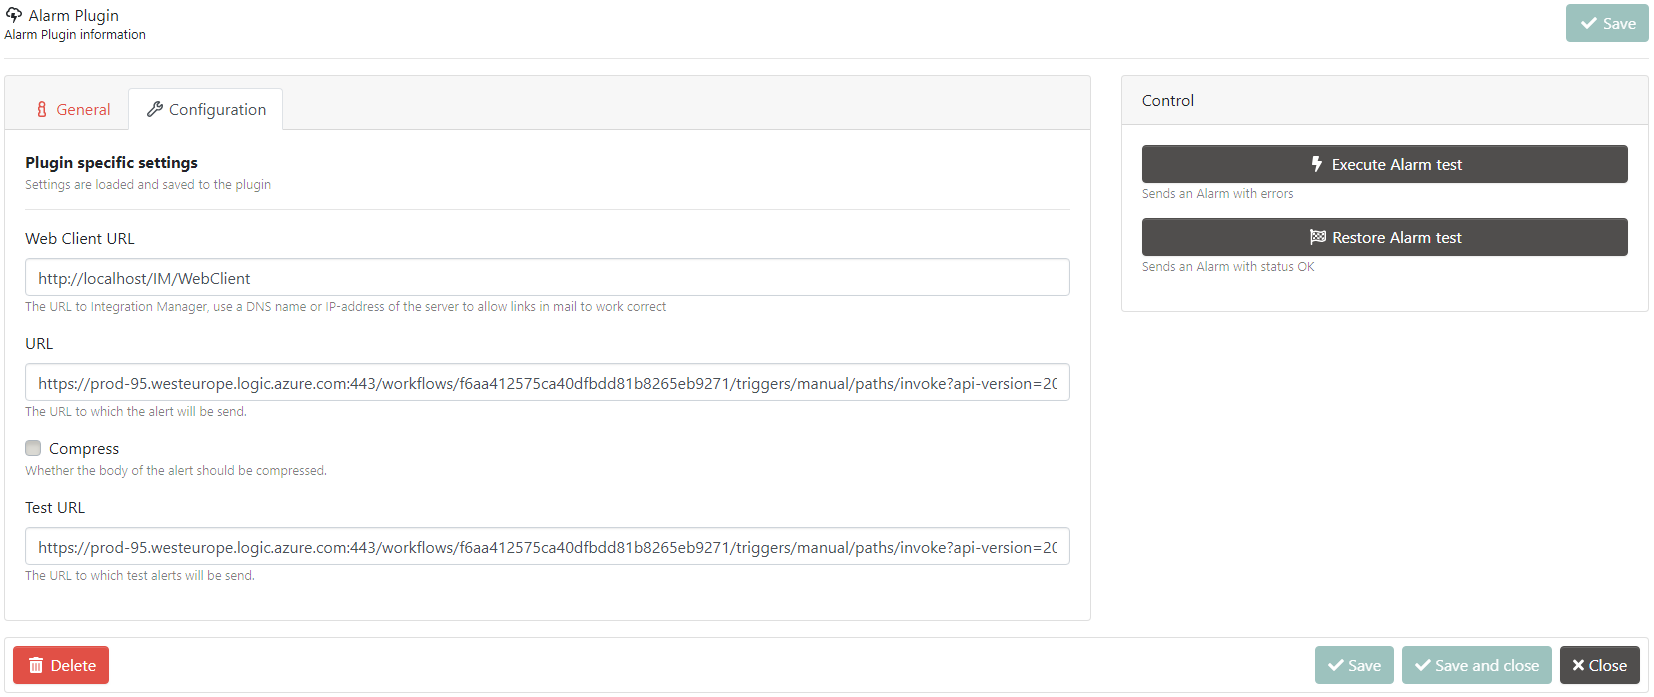 Alarm Plugin
Alarm Plugin information
Save
General
Configuration
Plugin specific settings
Settings are loaded and saved to the plugin
Web Client URL
http://localhost/IM/WebClient
The URL to Integration Manager, use a DNS name or IP-address of the server to allow links in mail to work correct
URL
https://prod-95.westeurope.logic.azure.com:443/workflows/f6aa412575ca40dfbdd81b8265eb9271/triggers/manual/paths/invoke?api-version=20
The URL to which the alert will be send.
Compress
Whether the body of the alert should be compressed.
Test URL
https://prod-95.westeurope.logic.azure.com:443/workflows/f6aa412575ca40dfbdd81b8265eb9271/triggers/manual/paths/invoke?api-version=20
The URL to which test alerts will be send.
Control
Execute Alarm test
Sends an Alarm with errors
Restore Alarm test
Sends an Alarm with status OK
Delete
Save
Save and close
Close